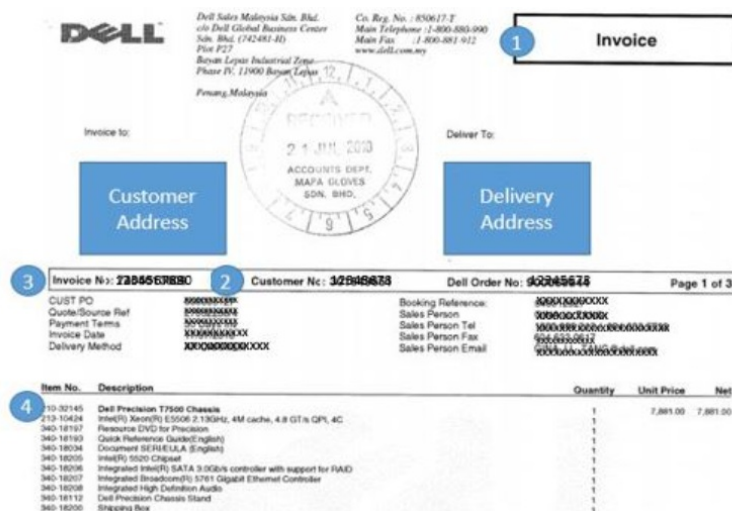 DELL
Dell Sales Malaysia Sdn. Bhd.
c/o Dell Global Business Center
Sdn. Bhd. (742481-H)
Plot P27
Bayan Lepas Industrial Zone
Phase IV, 11900 Bayan Lepas
Penang, Malaysia
Co. Reg. No. : 850617-T
Main Telephone :1-800-880-990
Main Fax :1-800-881-912
www.dell.com.my
1
Invoice
Invoice to:
Deliver To:
RECEIVED
21 JUL 2010
ACCOUNTS DEPT.
MAPA GLOVES
SDN. BHD.
Customer
Address
Delivery
Address
3
Invoice No:
2
Customer No: 12345678
Dell Order No: 12345678
Page 1 of 3
CUST PO
Quote/Source Ref
Payment Terms
Invoice Date
Delivery Method
Booking Reference:
Sales Person
Sales Person Tel
Sales Person Fax
Sales Person Email
Item No. Description Quantity Unit Price Net
4
210-32145 Dell Precision T7500 Chassis 1 7,881.00 7,881.00
213-10424 Intel(R) Xeon(R) E5506 2.13GHz, 4M cache, 4.8 GT/s QPI, 4C 1
340-18197 Resource DVD for Precision 1
340-18193 Quick Reference Guide(English) 1
340-18034 Document SERI/EULA (English) 1
340-18205 Intel(R) 5520 Chipset 1
340-18206 Integrated Intel(R) SATA 3.0Gb/s controller with support for RAID 1
340-18207 Integrated Broadcom(R) 5761 Gigabit Ethernet Controller 1
340-18208 Integrated High Definition Audio 1
340-18112 Dell Precision Chassis Stand 1
340-18200 Shipping Box 1